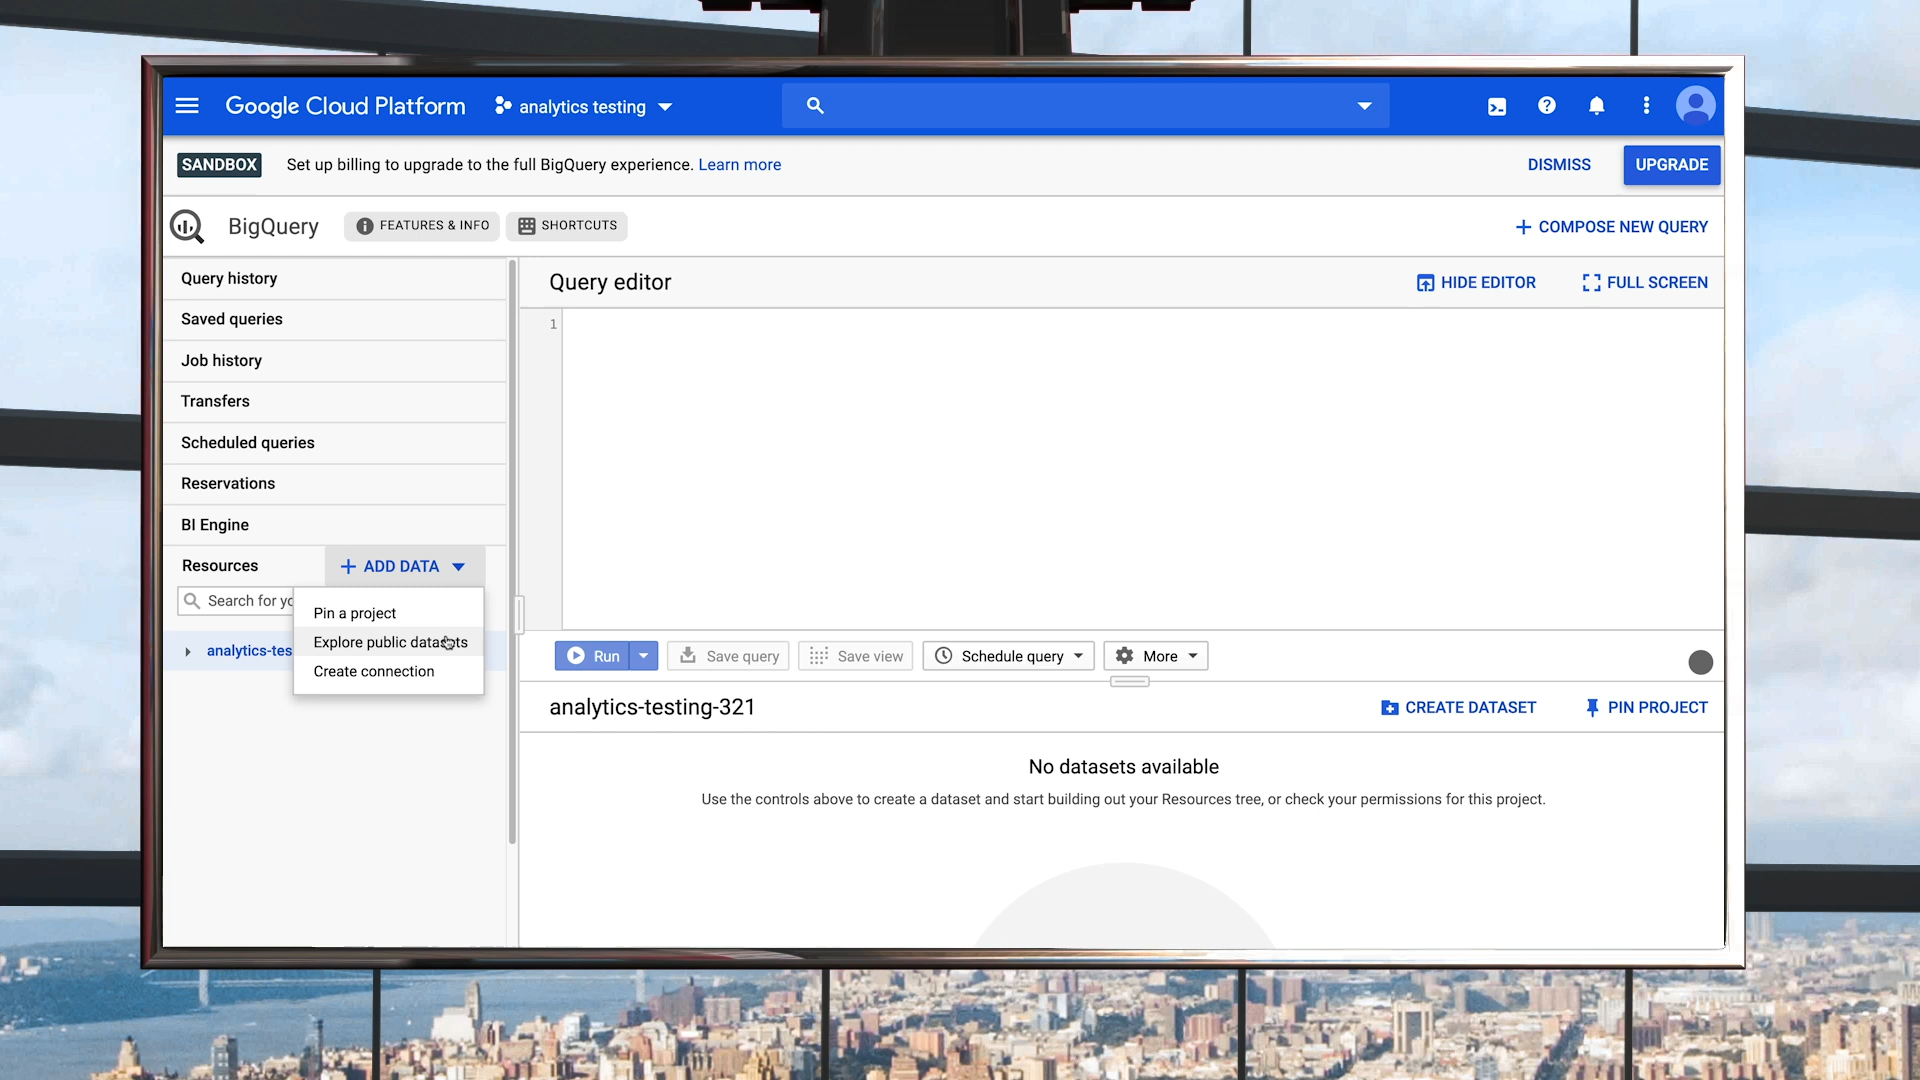 Google Cloud Platform
analytics testing
SANDBOX
Set up billing to upgrade to the full BigQuery experience. Learn more
DISMISS
UPGRADE
BigQuery
FEATURES & INFO
SHORTCUTS
COMPOSE NEW QUERY
Query history
Saved queries
Job history
Transfers
Scheduled queries
Reservations
BI Engine
Resources
+ ADD DATA
Search for yo
Pin a project
Explore public datasets
Create connection
analytics-tes
Query editor
HIDE EDITOR
FULL SCREEN
1
Run
Save query
Save view
Schedule query
More
analytics-testing-321
CREATE DATASET
PIN PROJECT
No datasets available
Use the controls above to create a dataset and start building out your Resources tree, or check your permissions for this project.